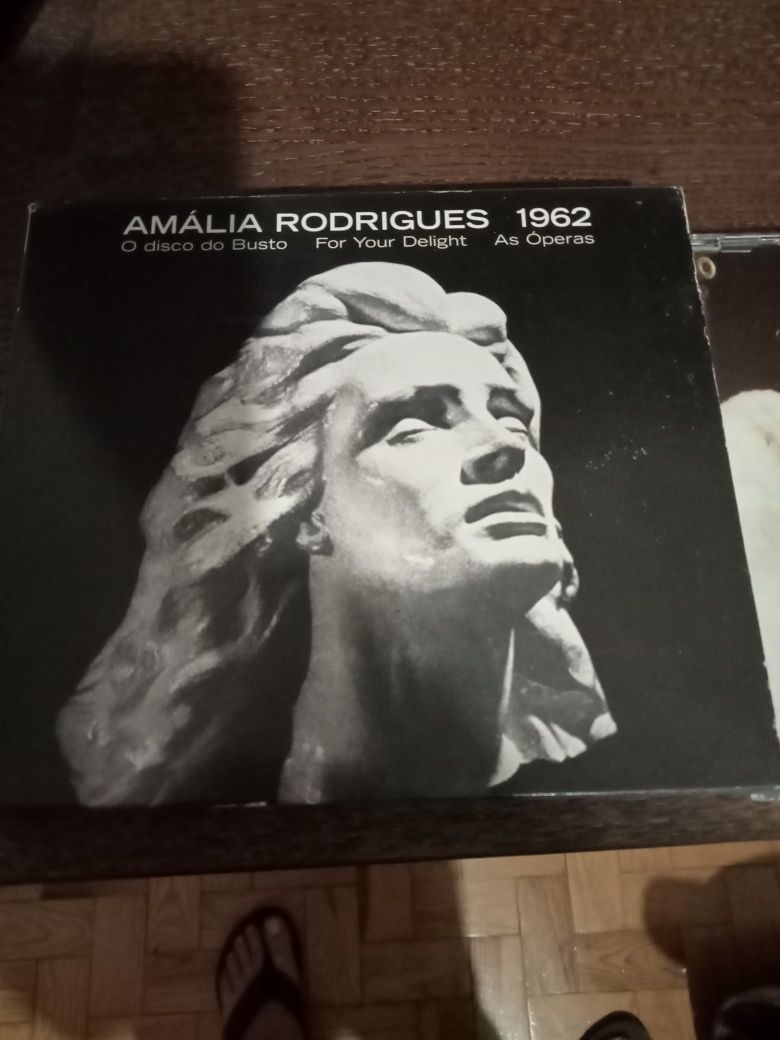 AMÁLIA RODRIGUES 1962
O disco do Busto For Your Delight As Óperas